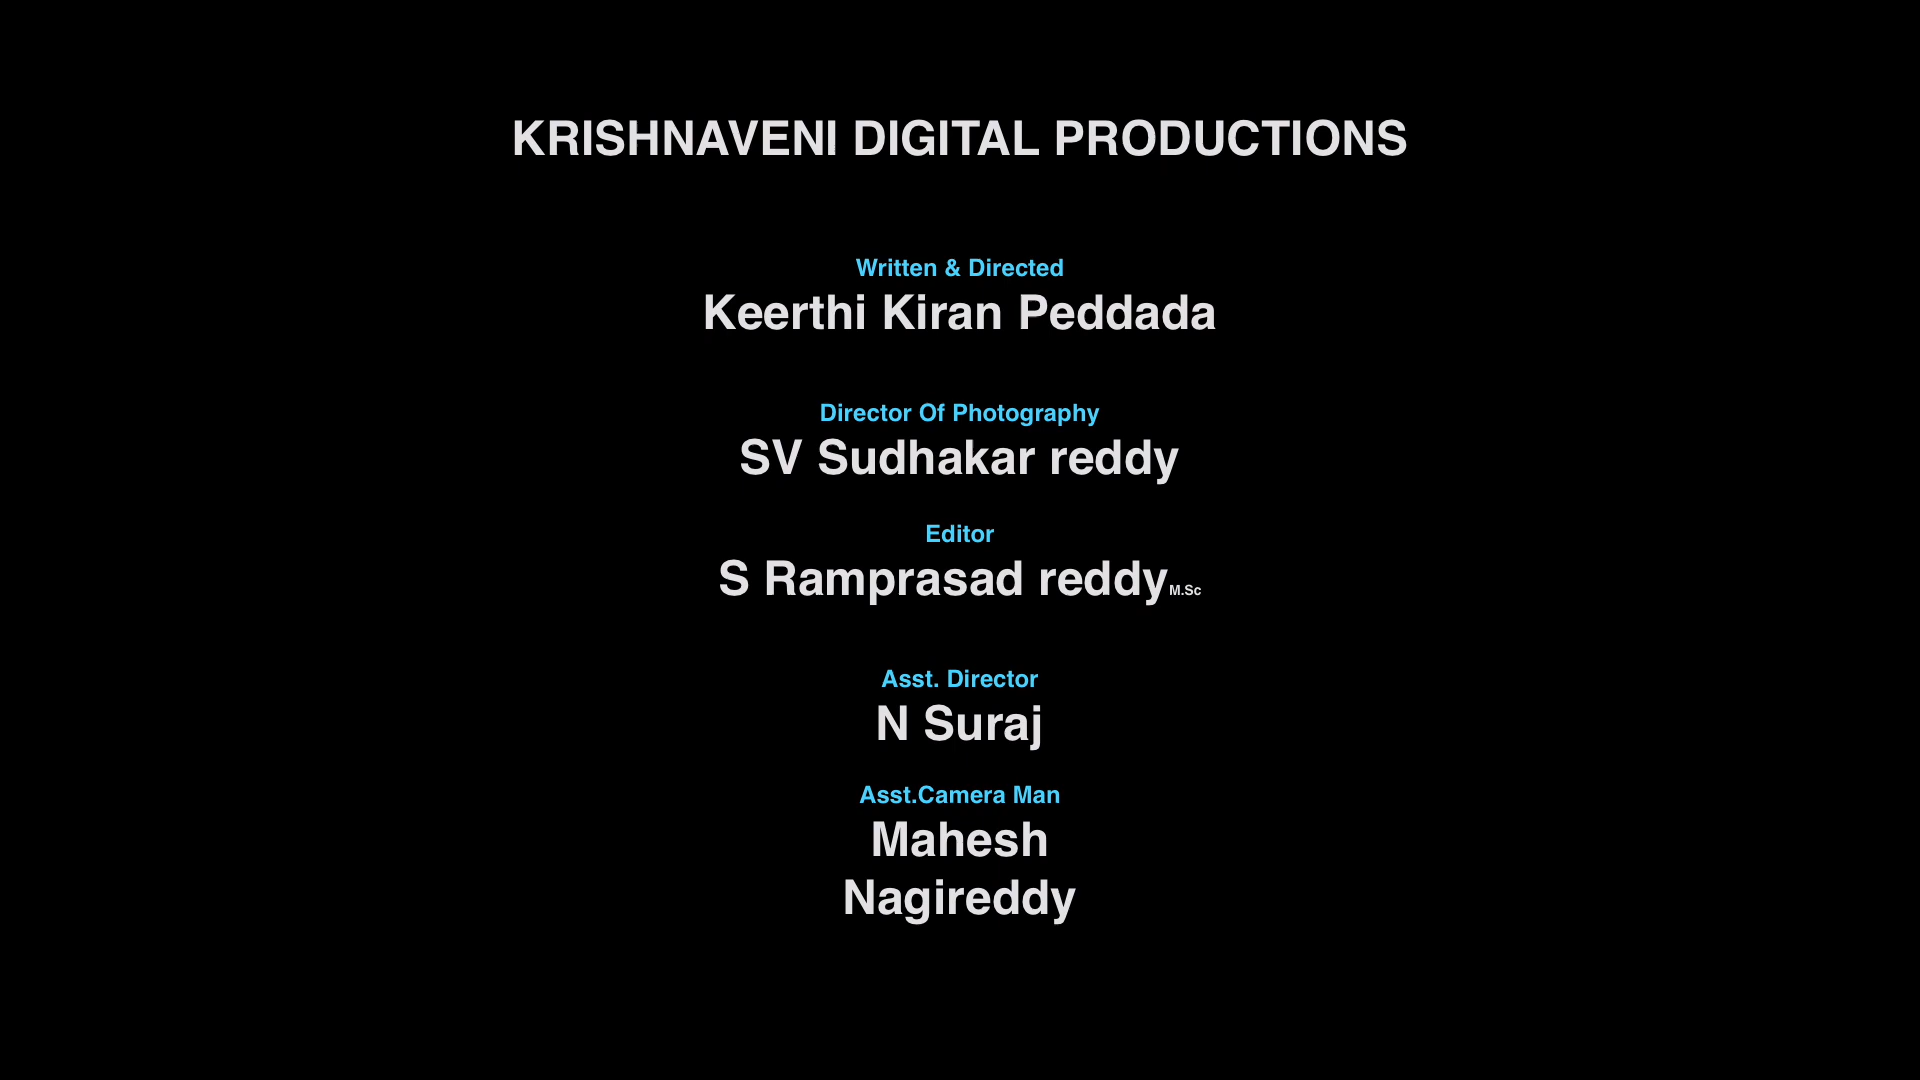 KRISHNAVENI DIGITAL PRODUCTIONS
Written & Directed
Keerthi Kiran Peddada
Director Of Photography
SV Sudhakar reddy
Editor
S Ramprasad reddyM.Sc
Asst. Director
N Suraj
Asst.Camera Man
Mahesh
Nagireddy